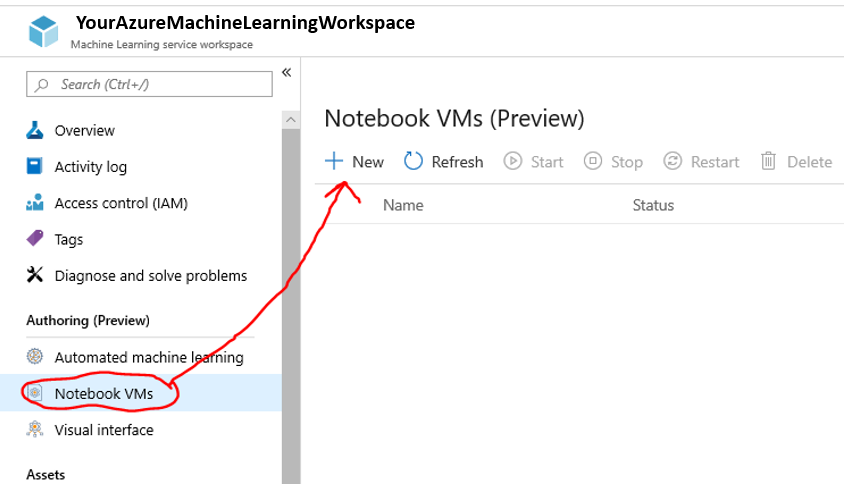 YourAzureMachineLearningWorkspace
Machine Learning service workspace
Search (Ctrl+/)
«
Overview
Activity log
Access control (IAM)
Tags
Diagnose and solve problems
Authoring (Preview)
Automated machine learning
Notebook VMs
Visual interface
Assets
Notebook VMs (Preview)
New Refresh Start Stop Restart Delete
Name Status